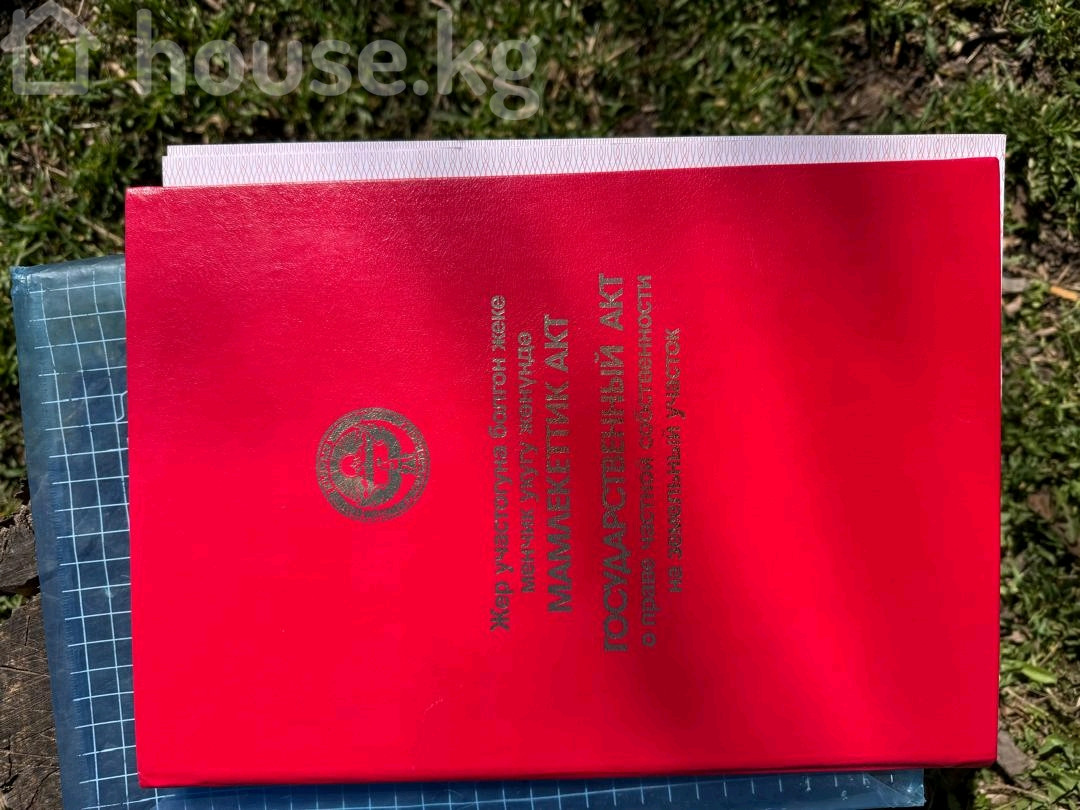 house.kg
Жер участогуна болгон жеке
менчик укугу жөнүндө
МАМЛЕКЕТТИК АКТ
ГОСУДАРСТВЕННЫЙ АКТ
о праве частной собственности
на земельный участок